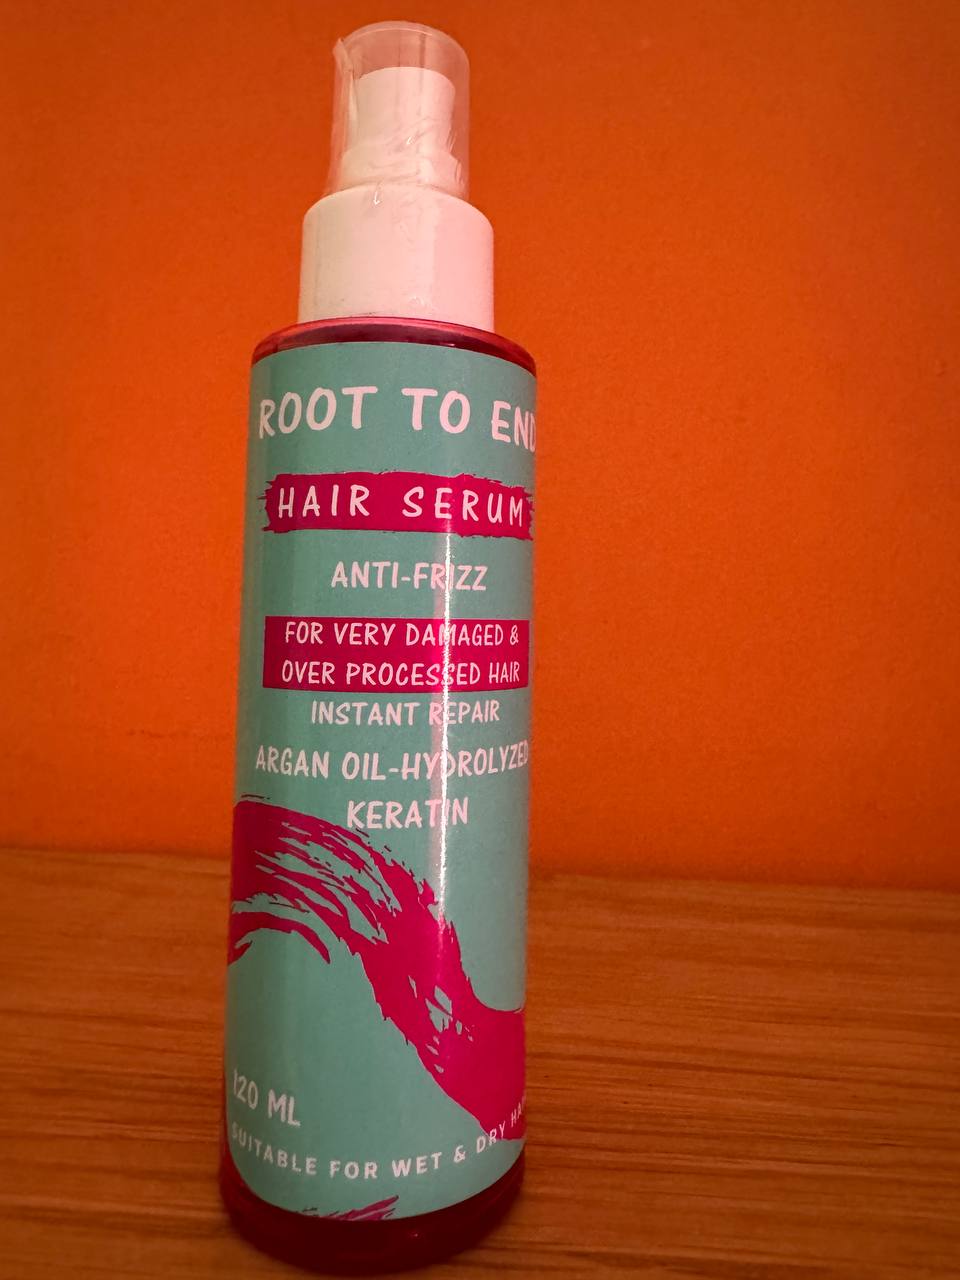 ROOT TO END
HAIR SERUM
ANTI-FRIZZ
FOR VERY DAMAGED &
OVER PROCESSED HAIR
INSTANT REPAIR
ARGAN OIL-HYDROLYZED
KERATIN
120 ML
SUITABLE FOR WET & DRY